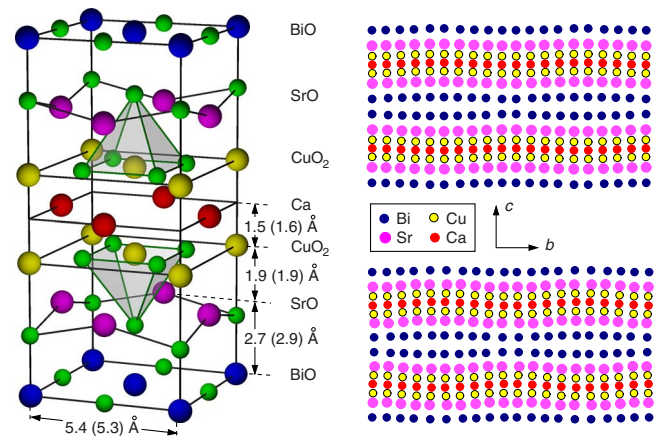 BiO
SrO
CuO₂
Ca
1.5 (1.6) Å
CuO₂
1.9 (1.9) Å
SrO
2.7 (2.9) Å
BiO
5.4 (5.3) Å
Bi
Cu
Sr
Ca
c
b